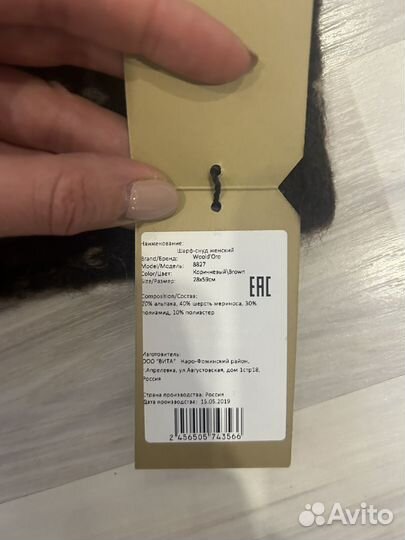 Наименование:
Шарф-снуд женский
Brand/Бренд: Woold'Oro
Model/Модель: 8827
Color/Цвет: Коричневый\Brown
Size/Размер: 28x59см
EAC
Composition/Состав:
20% альпака, 40% шерсть мериноса, 30%
полиамид, 10% полиэстер
Изготовитель:
ООО "ВИТА" Наро-Фоминский район,
г.Апрелевка, ул.Августовская, дом 1стр18,
Россия
Страна производства: Россия
Дата производства: 15.05.2019
2 456505 743566
Avito